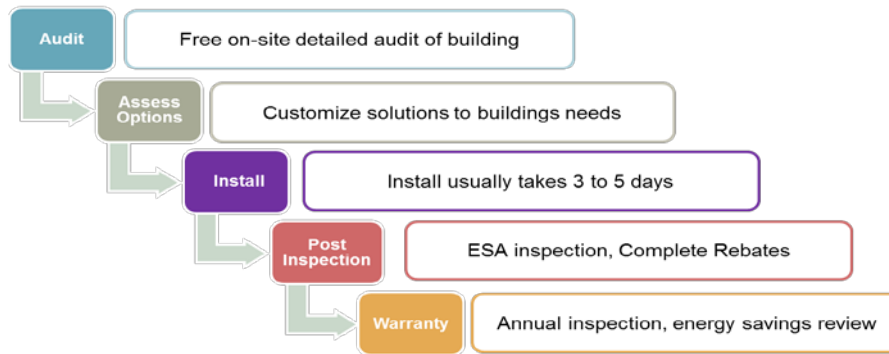 Audit
Free on-site detailed audit of building
Assess
Options
Customize solutions to buildings needs
Install
Install usually takes 3 to 5 days
Post
Inspection
ESA inspection, Complete Rebates
Warranty
Annual inspection, energy savings review